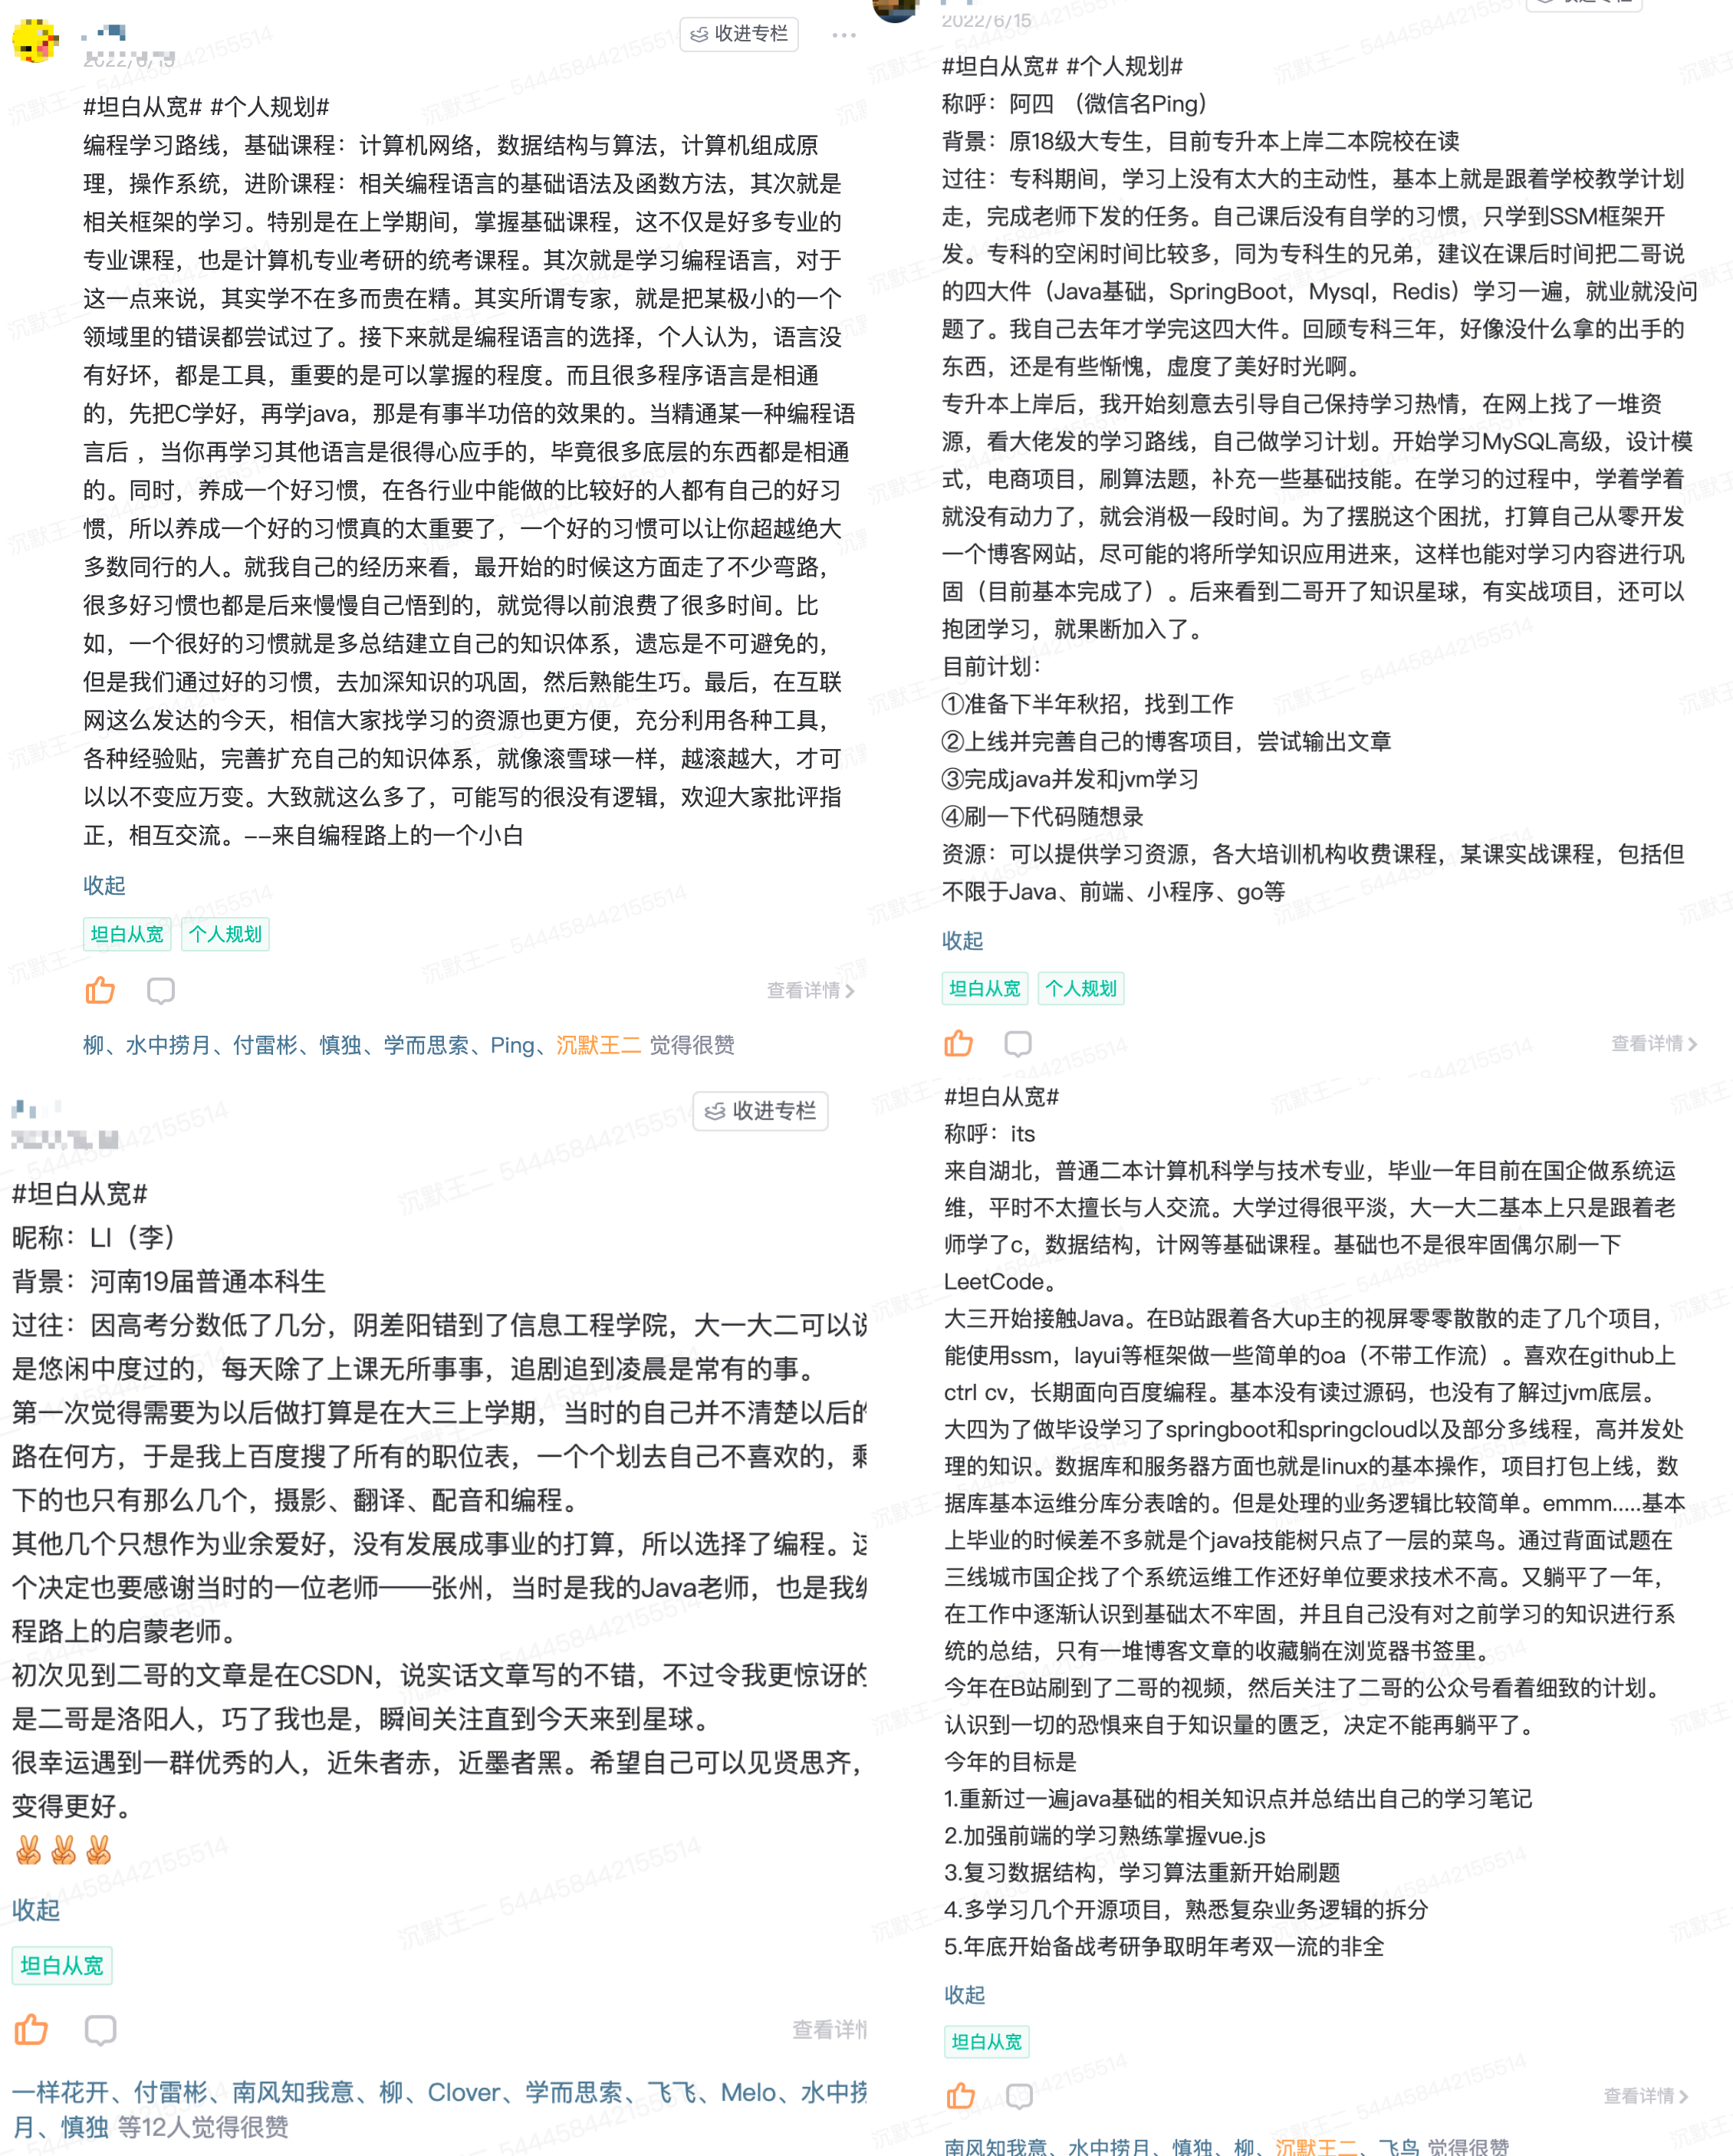 收进专栏
2022/6/15
#坦白从宽# #个人规划#
编程学习路线，基础课程：计算机网络，数据结构与算法，计算机组成原
理，操作系统，进阶课程：相关编程语言的基础语法及函数方法，其次就是
相关框架的学习。特别是在上学期间，掌握基础课程，这不仅是好多专业的
专业课程，也是计算机专业考研的统考课程。其次就是学习编程语言，对于
这一点来说，其实学不在多而贵在精。其实所谓专家，就是把某极小的一个
领域里的错误都尝试过了。接下来就是编程语言的选择，个人认为，语言没
有好坏，都是工具，重要的是可以掌握的程度。而且很多程序语言是相通
的，先把C学好，再学java，那是有事半功倍的效果的。当精通某一种编程语
言后 ，当你再学习其他语言是很得心应手的，毕竟很多底层的东西都是相通
的。同时，养成一个好习惯，在各行业中能做的比较好的人都有自己的好习
惯，所以养成一个好的习惯真的太重要了，一个好的习惯可以让你超越绝大
多数同行的人。就我自己的经历来看，最开始的时候这方面走了不少弯路，
很多好习惯也都是后来慢慢自己悟到的，就觉得以前浪费了很多时间。比
如，一个很好的习惯就是多总结建立自己的知识体系，遗忘是不可避免的，
但是我们通过好的习惯，去加深知识的巩固，然后熟能生巧。最后，在互联
网这么发达的今天，相信大家找学习的资源也更方便，充分利用各种工具，
各种经验贴，完善扩充自己的知识体系，就像滚雪球一样，越滚越大，才可
以以不变应万变。大致就这么多了，可能写的很没有逻辑，欢迎大家批评指
正，相互交流。--来自编程路上的一个小白
收起
坦白从宽 个人规划
查看详情
柳、水中捞月、付雷彬、慎独、学而思索、Ping、沉默王二 觉得很赞
收进专栏
#坦白从宽#
昵称：LI（李）
背景：河南19届普通本科生
过往：因高考分数低了几分，阴差阳错到了信息工程学院，大一大二可以说
是悠闲中度过的，每天除了上课无所事事，追剧追到凌晨是常有的事。
第一次觉得需要为以后做打算是在大三上学期，当时的自己并不清楚以后的
路在何方，于是我上百度搜了所有的职位表，一个个划去自己不喜欢的，剩
下的也只有那么几个，摄影、翻译、配音和编程。
其他几个只想作为业余爱好，没有发展成事业的打算，所以选择了编程。这
个决定也要感谢当时的一位老师——张州，当时是我的Java老师，也是我编
程路上的启蒙老师。
初次见到二哥的文章是在CSDN，说实话文章写的不错，不过令我更惊讶的
是二哥是洛阳人，巧了我也是，瞬间关注直到今天来到星球。
很幸运遇到一群优秀的人，近朱者赤，近墨者黑。希望自己可以见贤思齐，
变得更好。
✌✌✌
收起
坦白从宽
查看详情
一样花开、付雷彬、南风知我意、柳、Clover、学而思索、飞飞、Melo、水中捞
月、慎独 等12人觉得很赞
收进专栏
2022/6/15
#坦白从宽# #个人规划#
称呼：阿四 （微信名Ping）
背景：原18级大专生，目前专升本上岸二本院校在读
过往：专科期间，学习上没有太大的主动性，基本上就是跟着学校教学计划
走，完成老师下发的任务。自己课后没有自学的习惯，只学到SSM框架开
发。专科的空闲时间比较多，同为专科生的兄弟，建议在课后时间把二哥说
的四大件（Java基础，SpringBoot，Mysql，Redis）学习一遍，就业就没问
题了。我自己去年才学完这四大件。回顾专科三年，好像没什么拿的出手的
东西，还是有些惭愧，虚度了美好时光啊。
专升本上岸后，我开始刻意去引导自己保持学习热情，在网上找了一堆资
源，看大佬发的学习路线，自己做学习计划。开始学习MySQL高级，设计模
式，电商项目，刷算法题，补充一些基础技能。在学习的过程中，学着学着
就没有动力了，就会消极一段时间。为了摆脱这个困扰，打算自己从零开发
一个博客网站，尽可能的将所学知识应用进来，这样也能对学习内容进行巩
固（目前基本完成了）。后来看到二哥开了知识星球，有实战项目，还可以
抱团学习，就果断加入了。
目前计划：
①准备下半年秋招，找到工作
②上线并完善自己的博客项目，尝试输出文章
③完成java并发和jvm学习
④刷一下代码随想录
资源：可以提供学习资源，各大培训机构收费课程，某课实战课程，包括但
不限于Java、前端、小程序、go等
收起
坦白从宽 个人规划
查看详情
#坦白从宽#
称呼：its
来自湖北，普通二本计算机科学与技术专业，毕业一年目前在国企做系统运
维，平时不太擅长与人交流。大学过得很平淡，大一大二基本上只是跟着老
师学了c，数据结构，计网等基础课程。基础也不是很牢固偶尔刷一下
LeetCode。
大三开始接触Java。在B站跟着各大up主的视屏零零散散的走了几个项目，
能使用ssm，layui等框架做一些简单的oa（不带工作流）。喜欢在github上
ctrl cv，长期面向百度编程。基本没有读过源码，也没有了解过jvm底层。
大四为了做毕设学习了springboot和springcloud以及部分多线程，高并发处
理的知识。数据库和服务器方面也就是linux的基本操作，项目打包上线，数
据库基本运维分库分表啥的。但是处理的业务逻辑比较简单。emmm.....基本
上毕业的时候差不多就是个java技能树只点了一层的菜鸟。通过背面试题在
三线城市国企找了个系统运维工作还好单位要求技术不高。又躺平了一年，
在工作中逐渐认识到基础太不牢固，并且自己没有对之前学习的知识进行系
统的总结，只有一堆博客文章的收藏躺在浏览器书签里。
今年在B站刷到了二哥的视频，然后关注了二哥的公众号看着细致的计划。
认识到一切的恐惧来自于知识量的匮乏，决定不能再躺平了。
今年的目标是
1.重新过一遍java基础的相关知识点并总结出自己的学习笔记
2.加强前端的学习熟练掌握vue.js
3.复习数据结构，学习算法重新开始刷题
4.多学习几个开源项目，熟悉复杂业务逻辑的拆分
5.年底开始备战考研争取明年考双一流的非全
收起
坦白从宽
查看详情
南风知我意、水中捞月、慎独、柳、沉默王二、飞鸟 觉得很赞
沉默王二 544458442155514